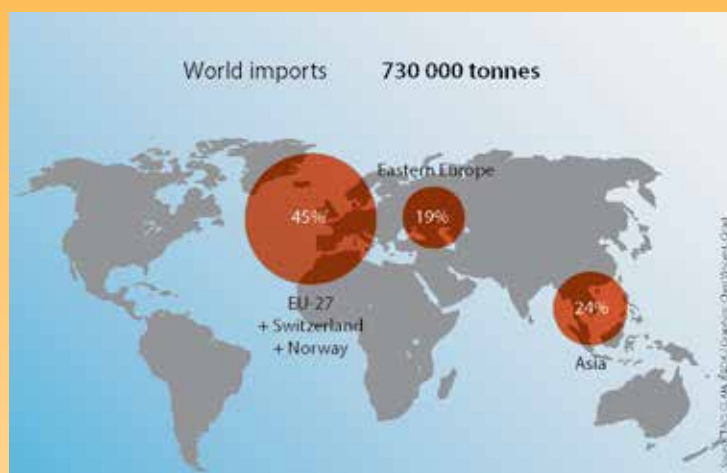 World imports 730 000 tonnes
Eastern Europe
45%
19%
EU-27
+ Switzerland
+ Norway
24%
Asia